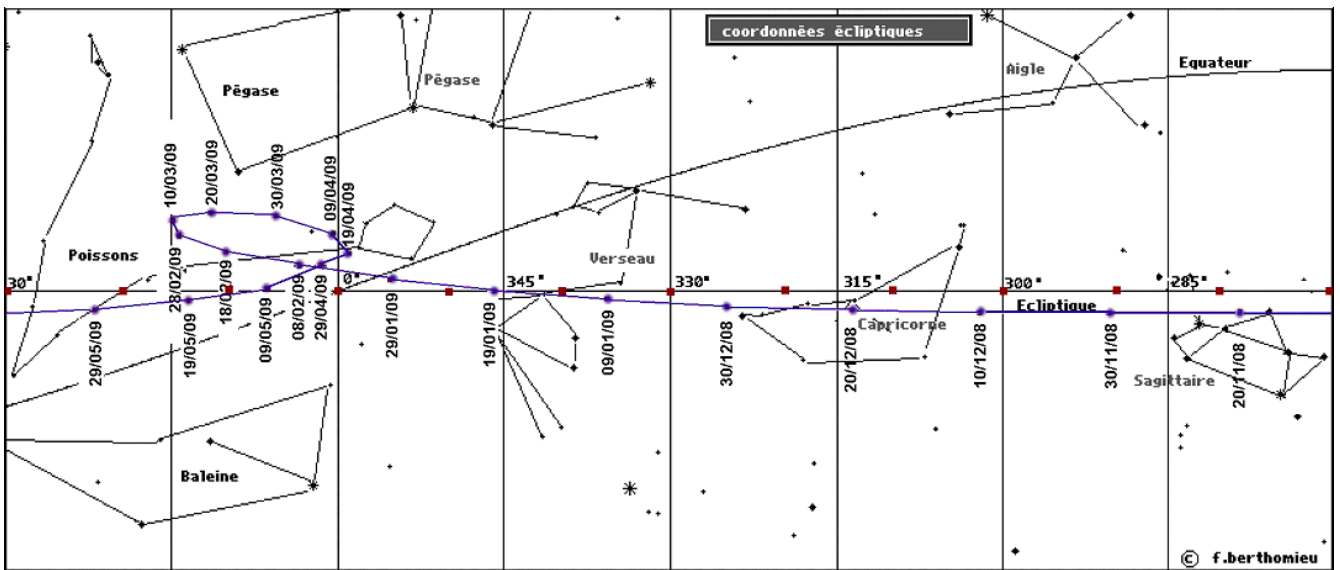 coordonnées écliptiques
Pégase
Pégase
Aigle
Equateur
10/03/09
20/03/09
30/03/09
09/04/09
19/04/09
Poissons
Verseau
30°
0°
345°
330°
315°
300°
285°
Ecliptique
Capricorne
Sagittaire
29/05/09
28/02/09
19/05/09
18/02/09
09/05/09
08/02/09
29/04/09
29/01/09
19/01/09
09/01/09
30/12/08
20/12/08
10/12/08
30/11/08
20/11/08
Baleine
© f.berthomieu